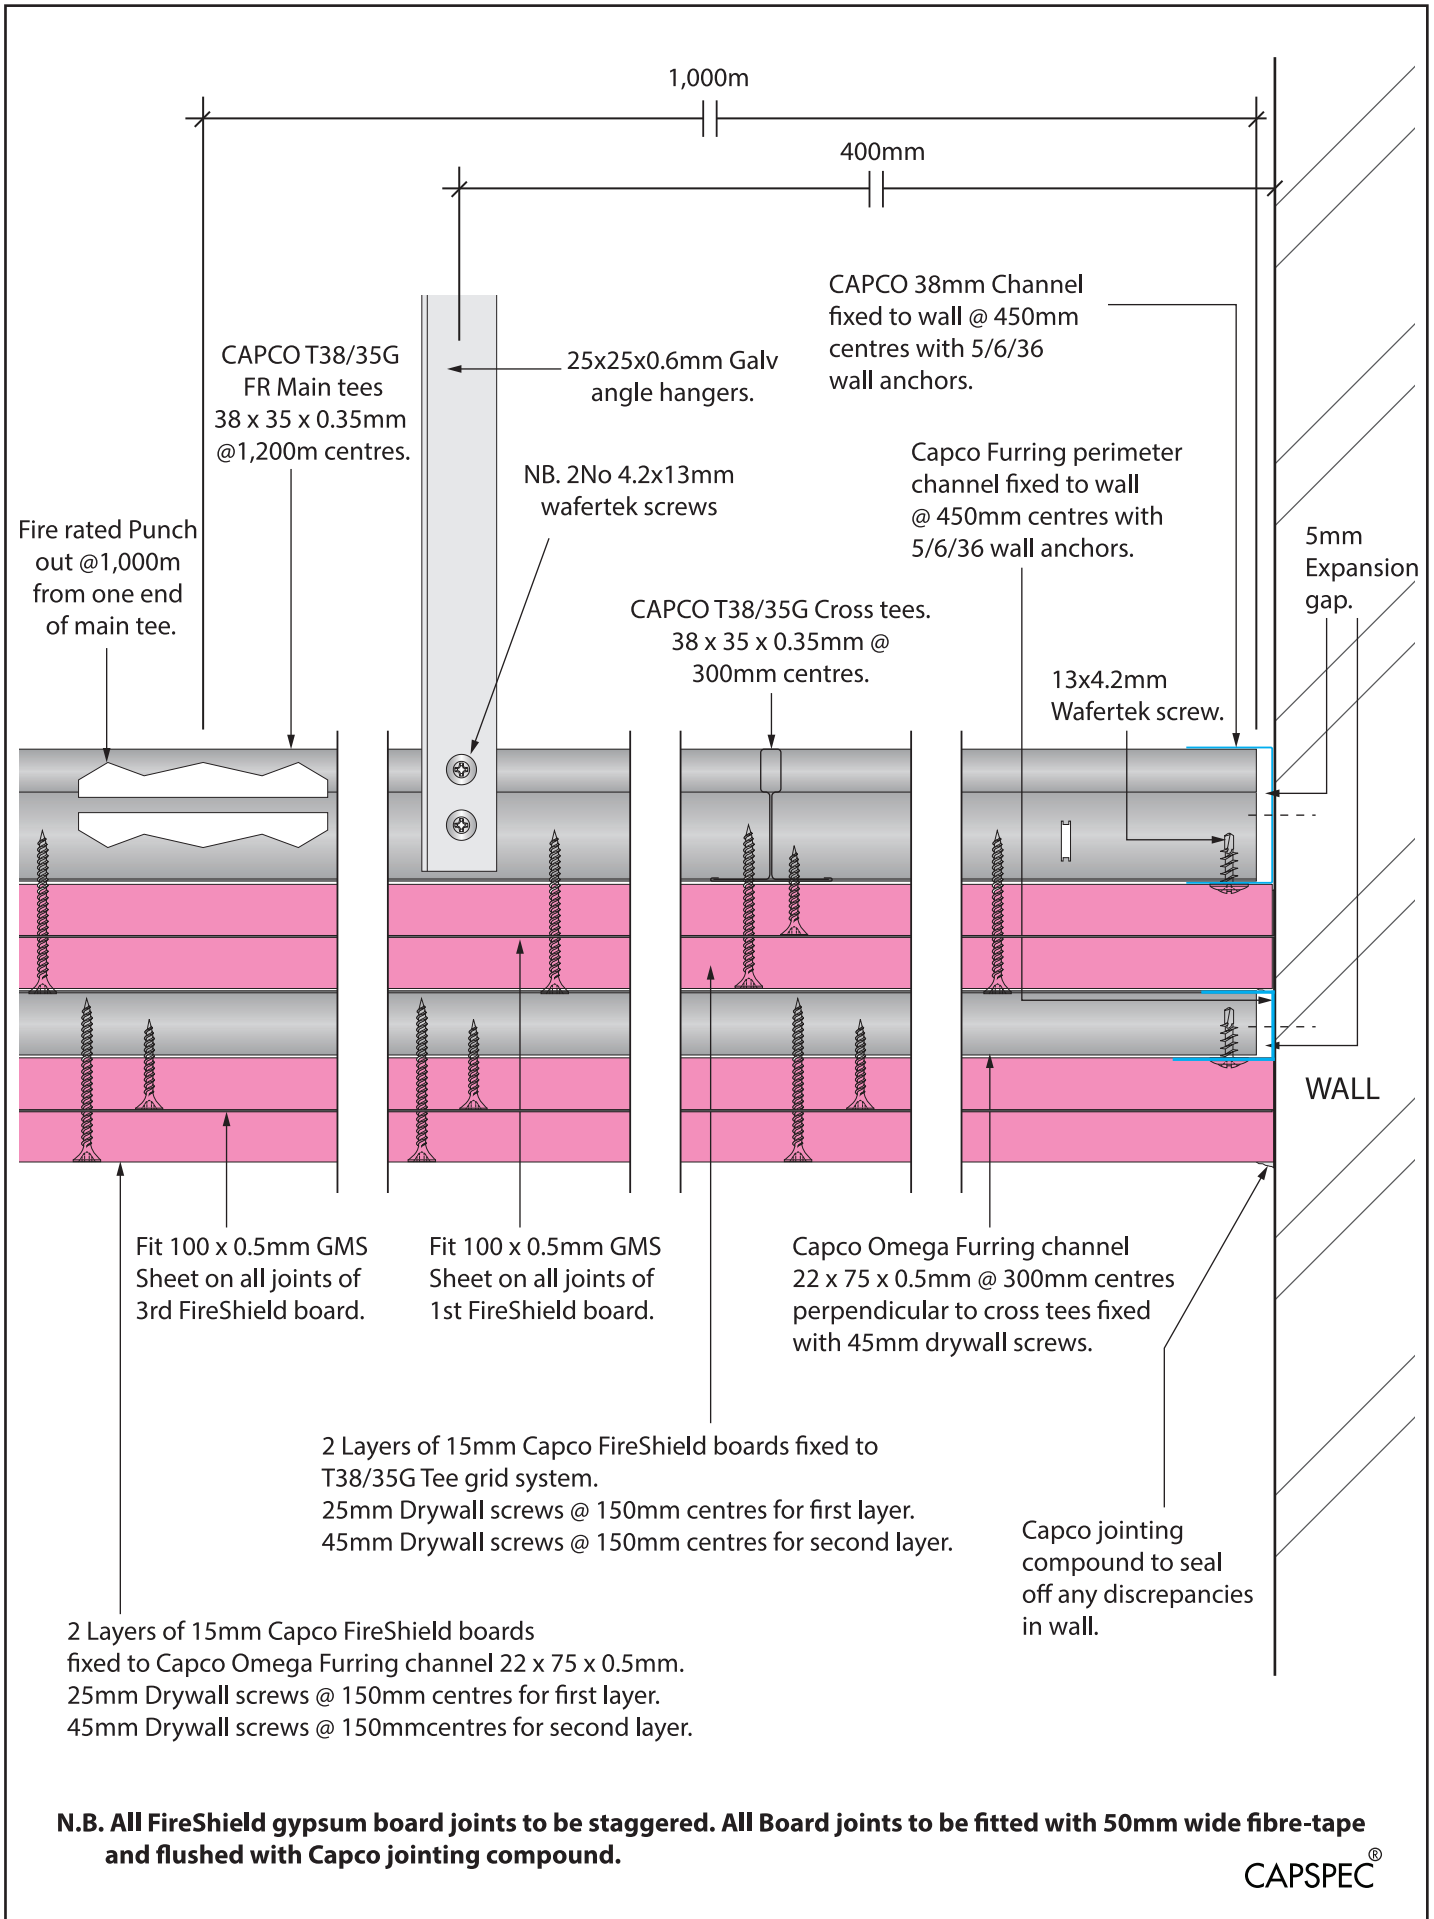 1,000m
400mm
CAPCO 38mm Channel
fixed to wall @ 450mm
centres with 5/6/36
wall anchors.
CAPCO T38/35G
FR Main tees
38 x 35 x 0.35mm
@1,200m centres.
25x25x0.6mm Galv
angle hangers.
Capco Furring perimeter
channel fixed to wall
@ 450mm centres with
5/6/36 wall anchors.
NB. 2No 4.2x13mm
wafertek screws
Fire rated Punch
out @1,000m
from one end
of main tee.
5mm
Expansion
gap.
CAPCO T38/35G Cross tees.
38 x 35 x 0.35mm @
300mm centres.
13x4.2mm
Wafertek screw.
WALL
Fit 100 x 0.5mm GMS
Sheet on all joints of
3rd FireShield board.
Fit 100 x 0.5mm GMS
Sheet on all joints of
1st FireShield board.
Capco Omega Furring channel
22 x 75 x 0.5mm @ 300mm centres
perpendicular to cross tees fixed
with 45mm drywall screws.
2 Layers of 15mm Capco FireShield boards fixed to
T38/35G Tee grid system.
25mm Drywall screws @ 150mm centres for first layer.
45mm Drywall screws @ 150mm centres for second layer.
Capco jointing
compound to seal
off any discrepancies
in wall.
2 Layers of 15mm Capco FireShield boards
fixed to Capco Omega Furring channel 22 x 75 x 0.5mm.
25mm Drywall screws @ 150mm centres for first layer.
45mm Drywall screws @ 150mmcentres for second layer.
N.B. All FireShield gypsum board joints to be staggered. All Board joints to be fitted with 50mm wide fibre-tape
and flushed with Capco jointing compound.
CAPSPEC®